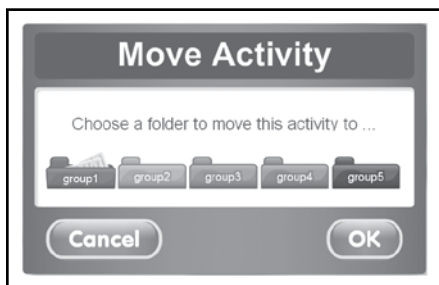 Move Activity
Choose a folder to move this activity to ...
group1 group2 group3 group4 group5
Cancel OK